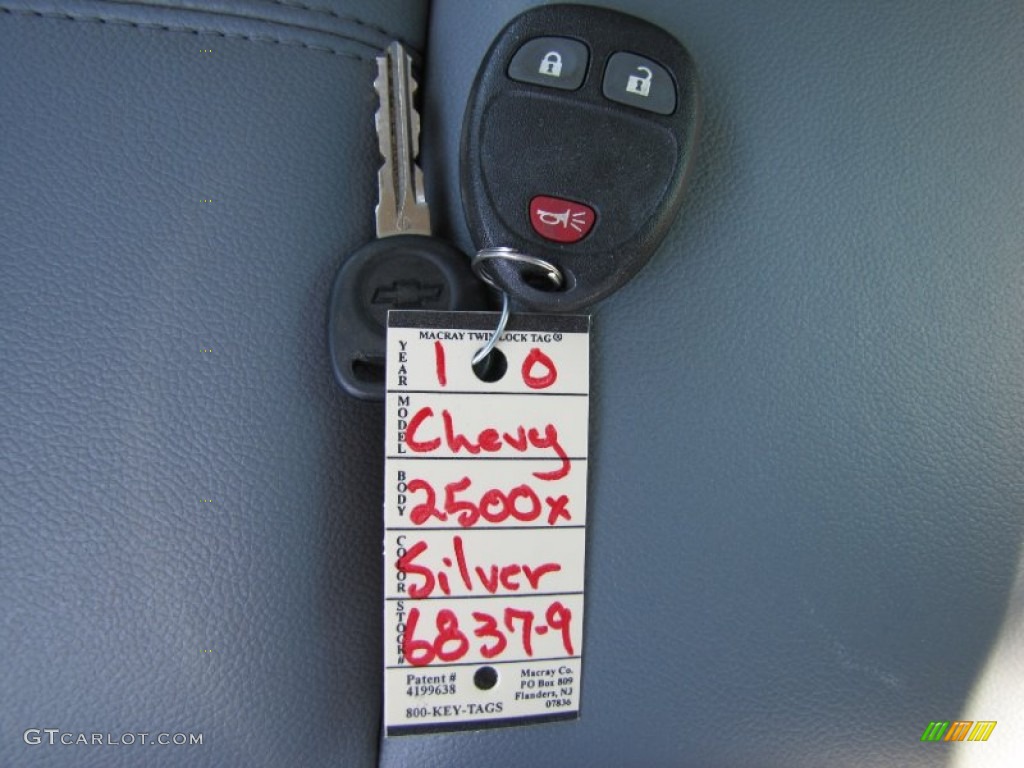 MACRAY TWIN LOCK TAG®
YEAR 1 0
MODEL Chevy
BODY 2500x
COLOR Silver
STOCK# 6837-9
Patent #
4199638
800-KEY-TAGS
Macray Co.
PO Box 809
Flanders, NJ
07836
GTCARLOT.COM